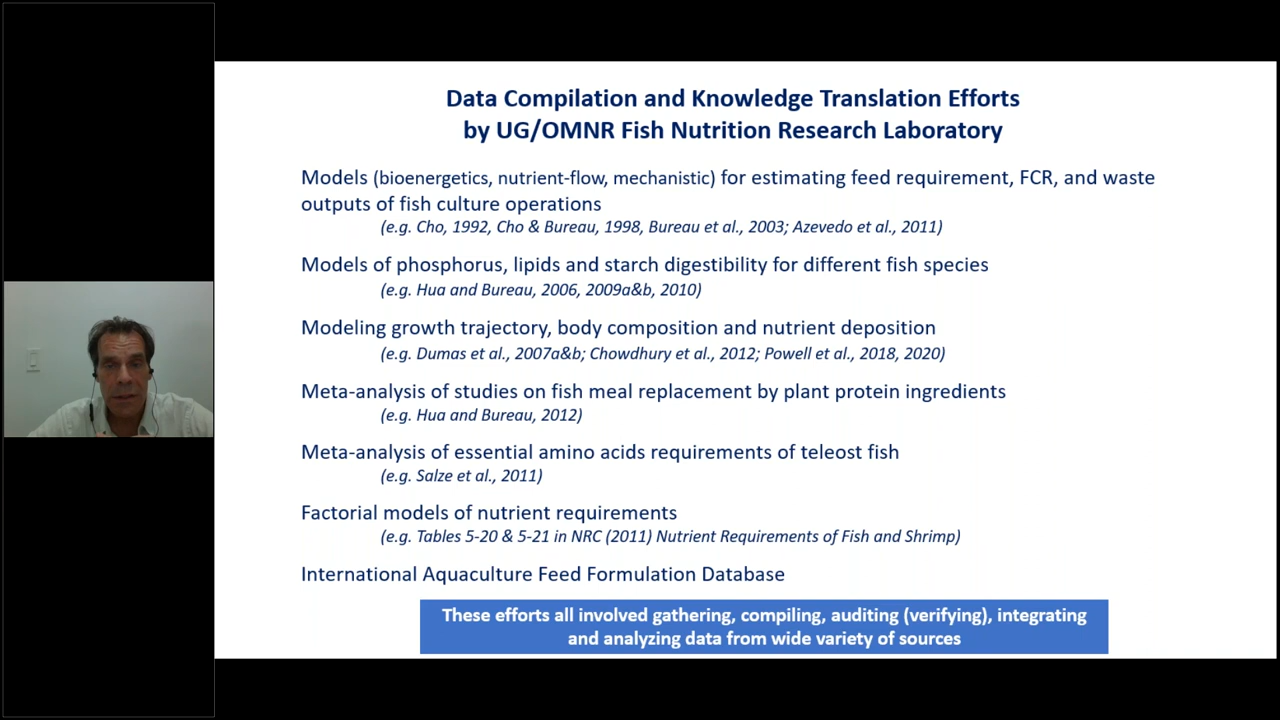 Data Compilation and Knowledge Translation Efforts
by UG/OMNR Fish Nutrition Research Laboratory
Models (bioenergetics, nutrient-flow, mechanistic) for estimating feed requirement, FCR, and waste
outputs of fish culture operations
(e.g. Cho, 1992, Cho & Bureau, 1998, Bureau et al., 2003; Azevedo et al., 2011)
Models of phosphorus, lipids and starch digestibility for different fish species
(e.g. Hua and Bureau, 2006, 2009a&b, 2010)
Modeling growth trajectory, body composition and nutrient deposition
(e.g. Dumas et al., 2007a&b; Chowdhury et al., 2012; Powell et al., 2018, 2020)
Meta-analysis of studies on fish meal replacement by plant protein ingredients
(e.g. Hua and Bureau, 2012)
Meta-analysis of essential amino acids requirements of teleost fish
(e.g. Salze et al., 2011)
Factorial models of nutrient requirements
(e.g. Tables 5-20 & 5-21 in NRC (2011) Nutrient Requirements of Fish and Shrimp)
International Aquaculture Feed Formulation Database
These efforts all involved gathering, compiling, auditing (verifying), integrating
and analyzing data from wide variety of sources